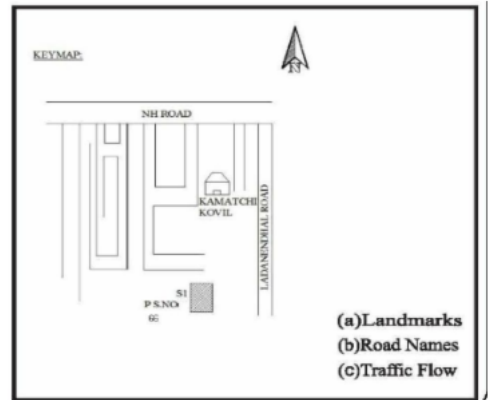 N
KEYMAP:
NH ROAD
KAMATCHI
KOVIL
LADANENDHAL ROAD
S1
P S.NO:
66
(a)Landmarks
(b)Road Names
(c)Traffic Flow